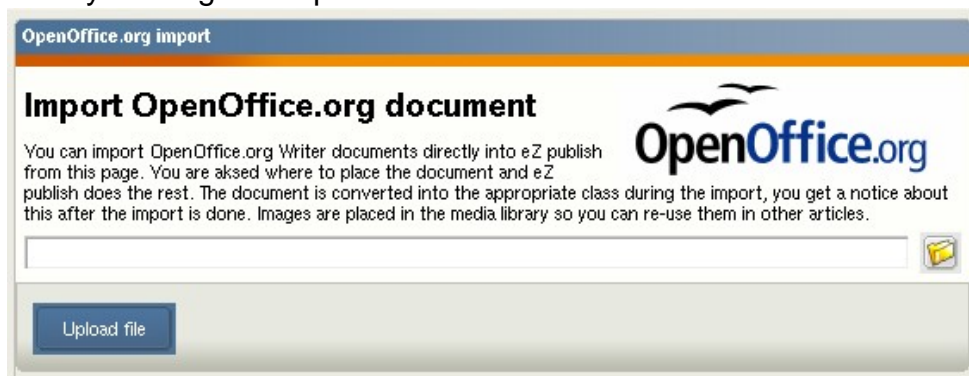 OpenOffice.org import
Import OpenOffice.org document
OpenOffice.org
You can import OpenOffice.org Writer documents directly into eZ publish
from this page. You are aksed where to place the document and eZ
publish does the rest. The document is converted into the appropriate class during the import, you get a notice about
this after the import is done. Images are placed in the media library so you can re-use them in other articles.
Upload file